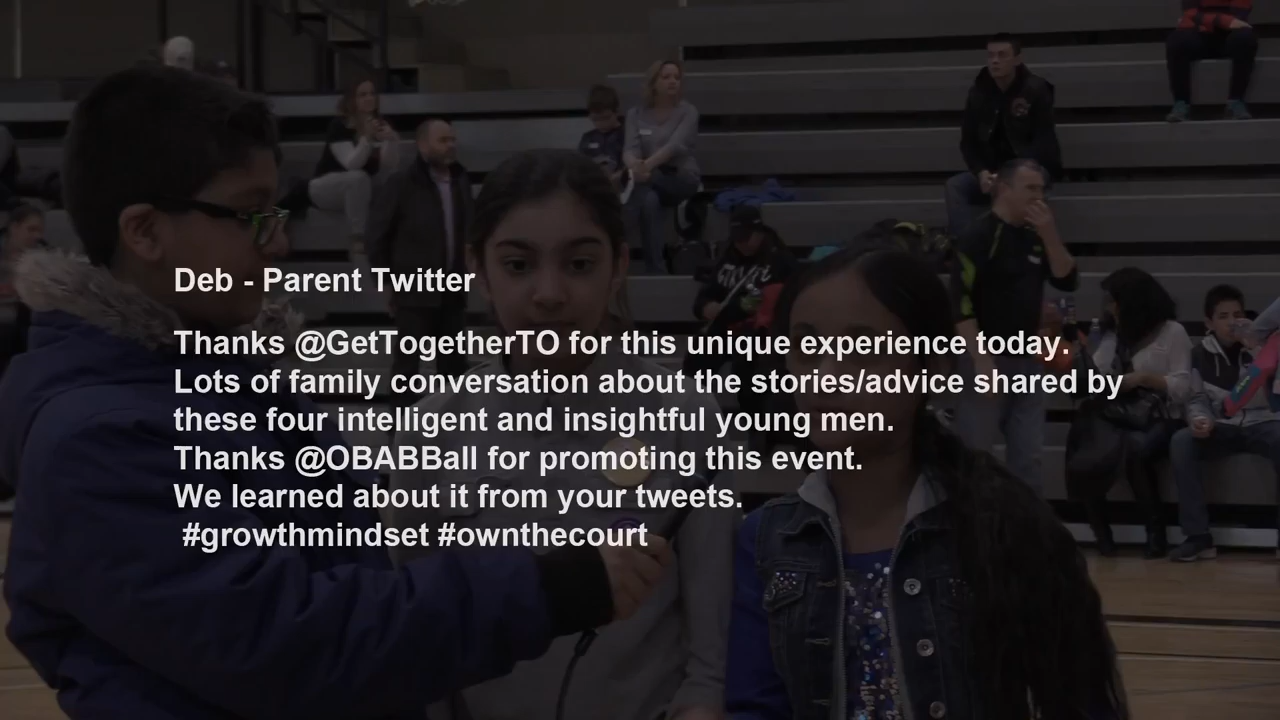 Deb - Parent Twitter
Thanks @GetTogetherTO for this unique experience today.
Lots of family conversation about the stories/advice shared by
these four intelligent and insightful young men.
Thanks @OBABBall for promoting this event.
We learned about it from your tweets.
#growthmindset #ownthecourt